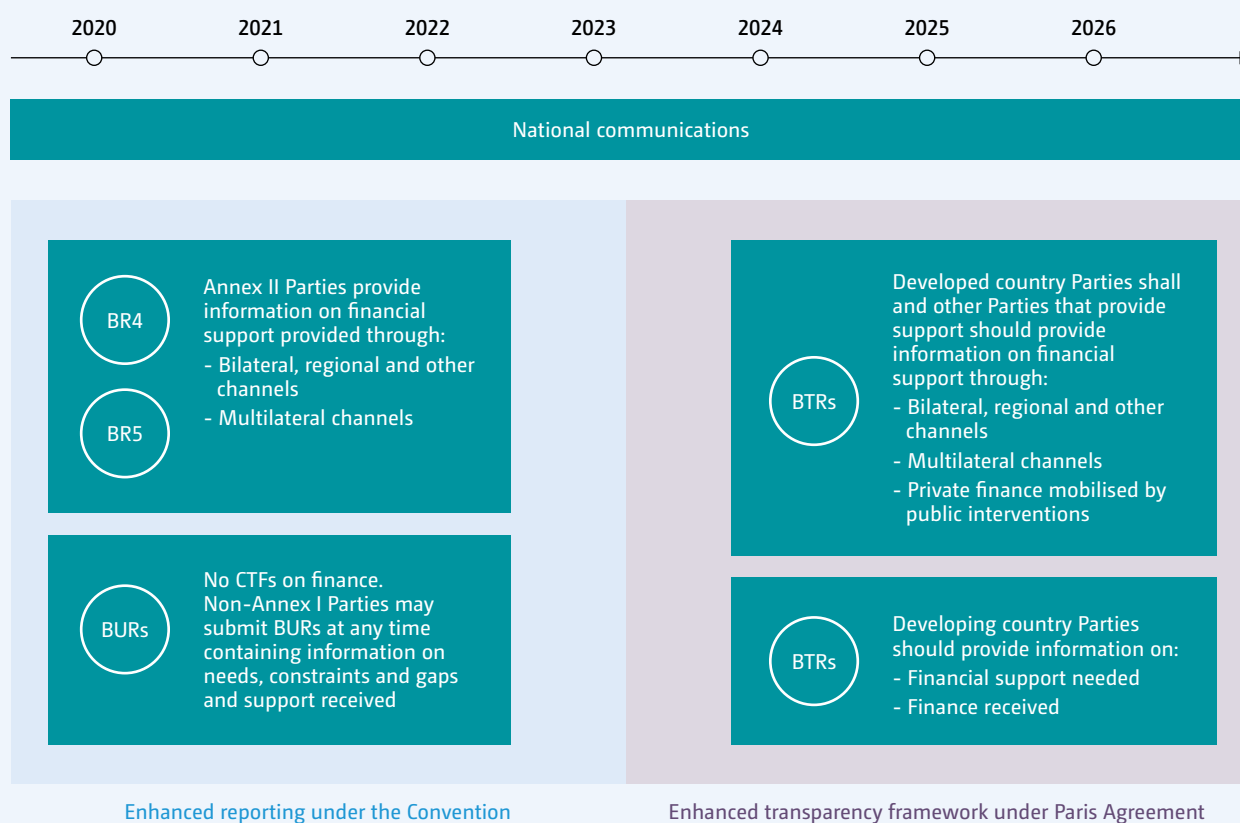 2020 2021 2022 2023 2024 2025 2026
National communications
BR4
BR5
Annex II Parties provide
information on financial
support provided through:
- Bilateral, regional and other
channels
- Multilateral channels
BURs
No CTFs on finance.
Non-Annex I Parties may
submit BURs at any time
containing information on
needs, constraints and gaps
and support received
Enhanced reporting under the Convention
BTRs
Developed country Parties shall
and other Parties that provide
support should provide
information on financial
support through:
- Bilateral, regional and other
channels
- Multilateral channels
- Private finance mobilised by
public interventions
BTRs
Developing country Parties
should provide information on:
- Financial support needed
- Finance received
Enhanced transparency framework under Paris Agreement